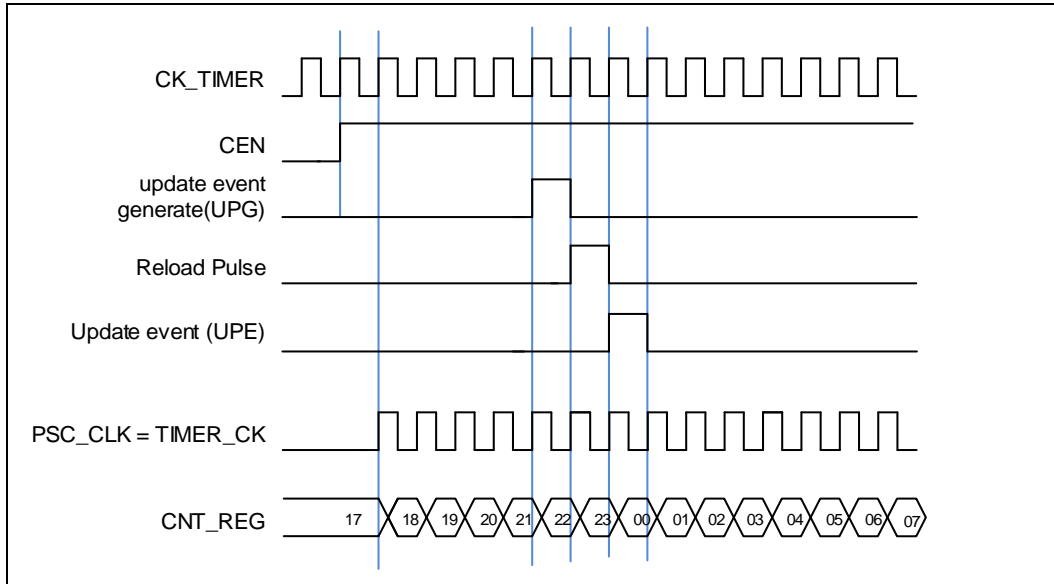 CK_TIMER
CEN
update event
generate(UPG)
Reload Pulse
Update event (UPE)
PSC_CLK = TIMER_CK
CNT_REG 17 18 19 20 21 22 23 00 01 02 03 04 05 06 07